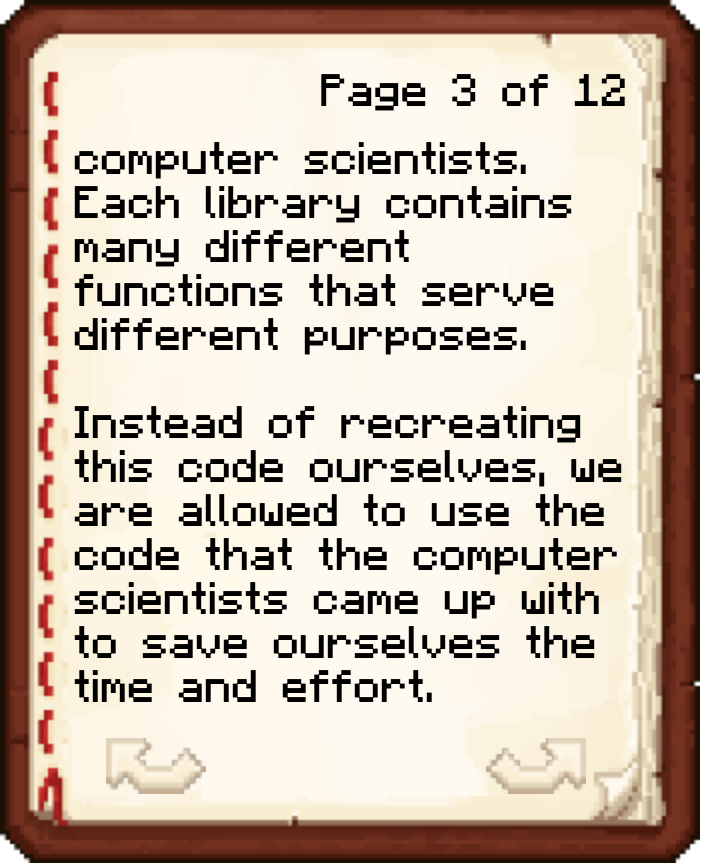 Page 3 of 12
computer scientists.
Each library contains
many different
functions that serve
different purposes.
Instead of recreating
this code ourselves, we
are allowed to use the
code that the computer
scientists came up with
to save ourselves the
time and effort.